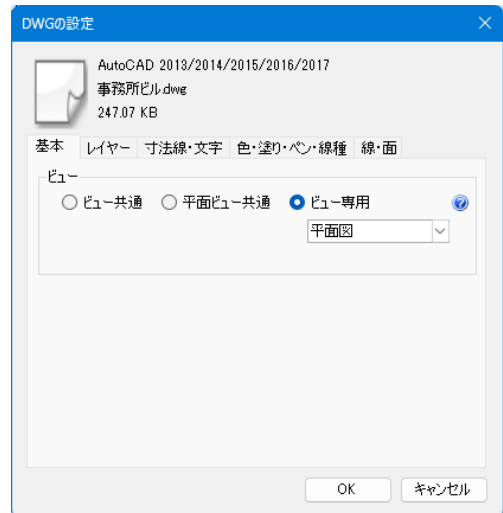 DWGの設定
AutoCAD 2013/2014/2015/2016/2017
事務所ビル.dwg
247.07 KB
基本 レイヤー 寸法線・文字 色・塗り・ペン・線種 線・面
ビュー
ビュー共通 平面ビュー共通 ビュー専用
平面図
OK キャンセル